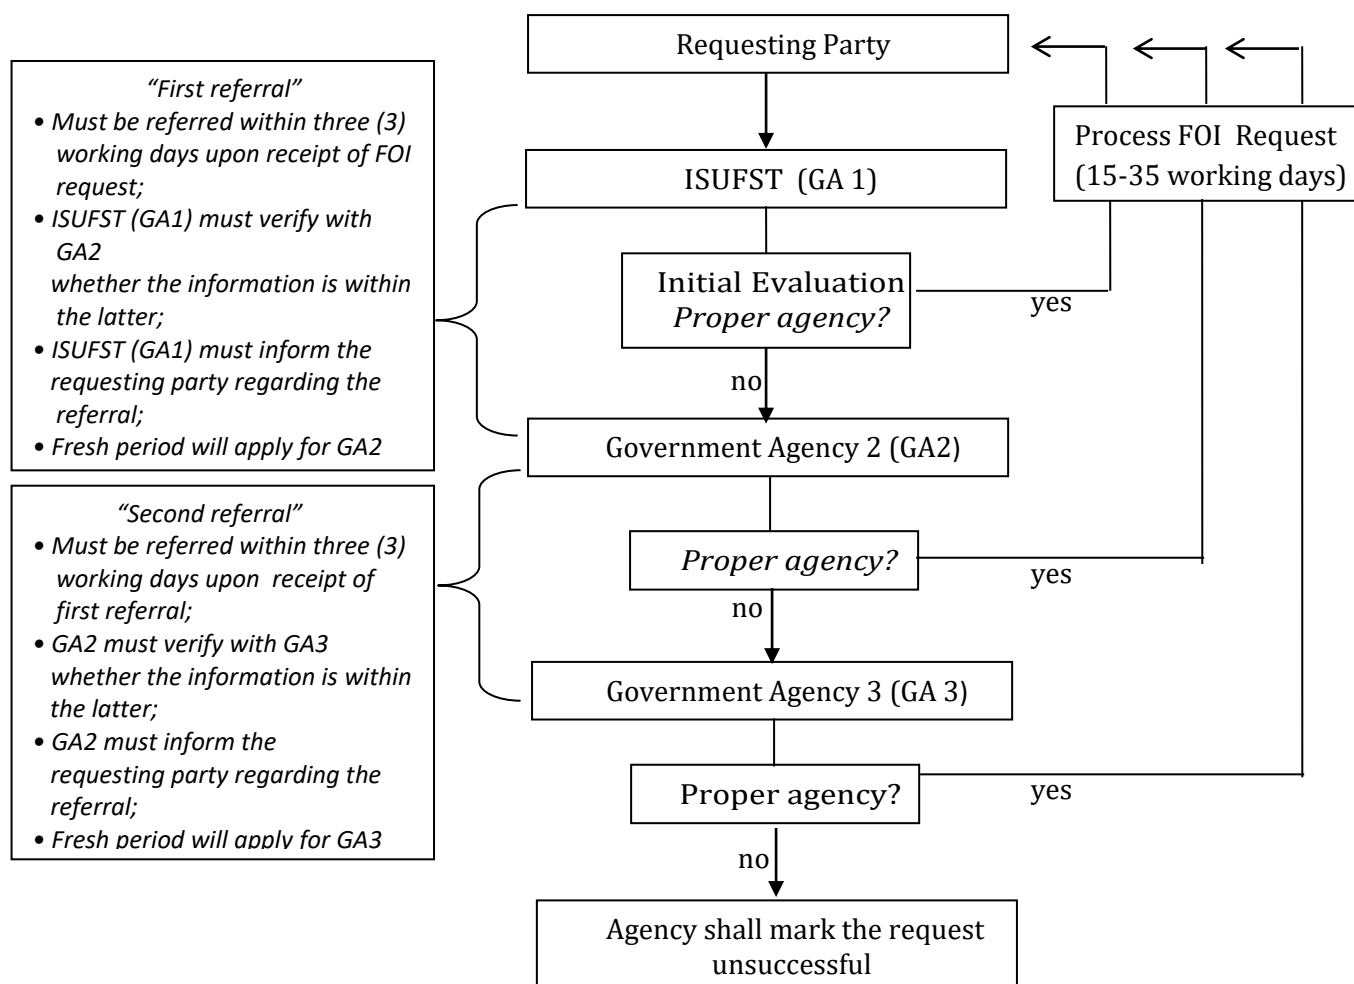 Requesting Party
“First referral”
• Must be referred within three (3)
working days upon receipt of FOI
request;
• ISUFST (GA1) must verify with
GA2
whether the information is within
the latter;
• ISUFST (GA1) must inform the
requesting party regarding the
referral;
• Fresh period will apply for GA2
Process FOI Request
(15-35 working days)
ISUFST (GA 1)
Initial Evaluation
Proper agency?
yes
no
Government Agency 2 (GA2)
“Second referral”
• Must be referred within three (3)
working days upon receipt of
first referral;
• GA2 must verify with GA3
whether the information is within
the latter;
• GA2 must inform the
requesting party regarding the
referral;
• Fresh period will apply for GA3
Proper agency?
yes
no
Government Agency 3 (GA 3)
Proper agency?
yes
no
Agency shall mark the request
unsuccessful